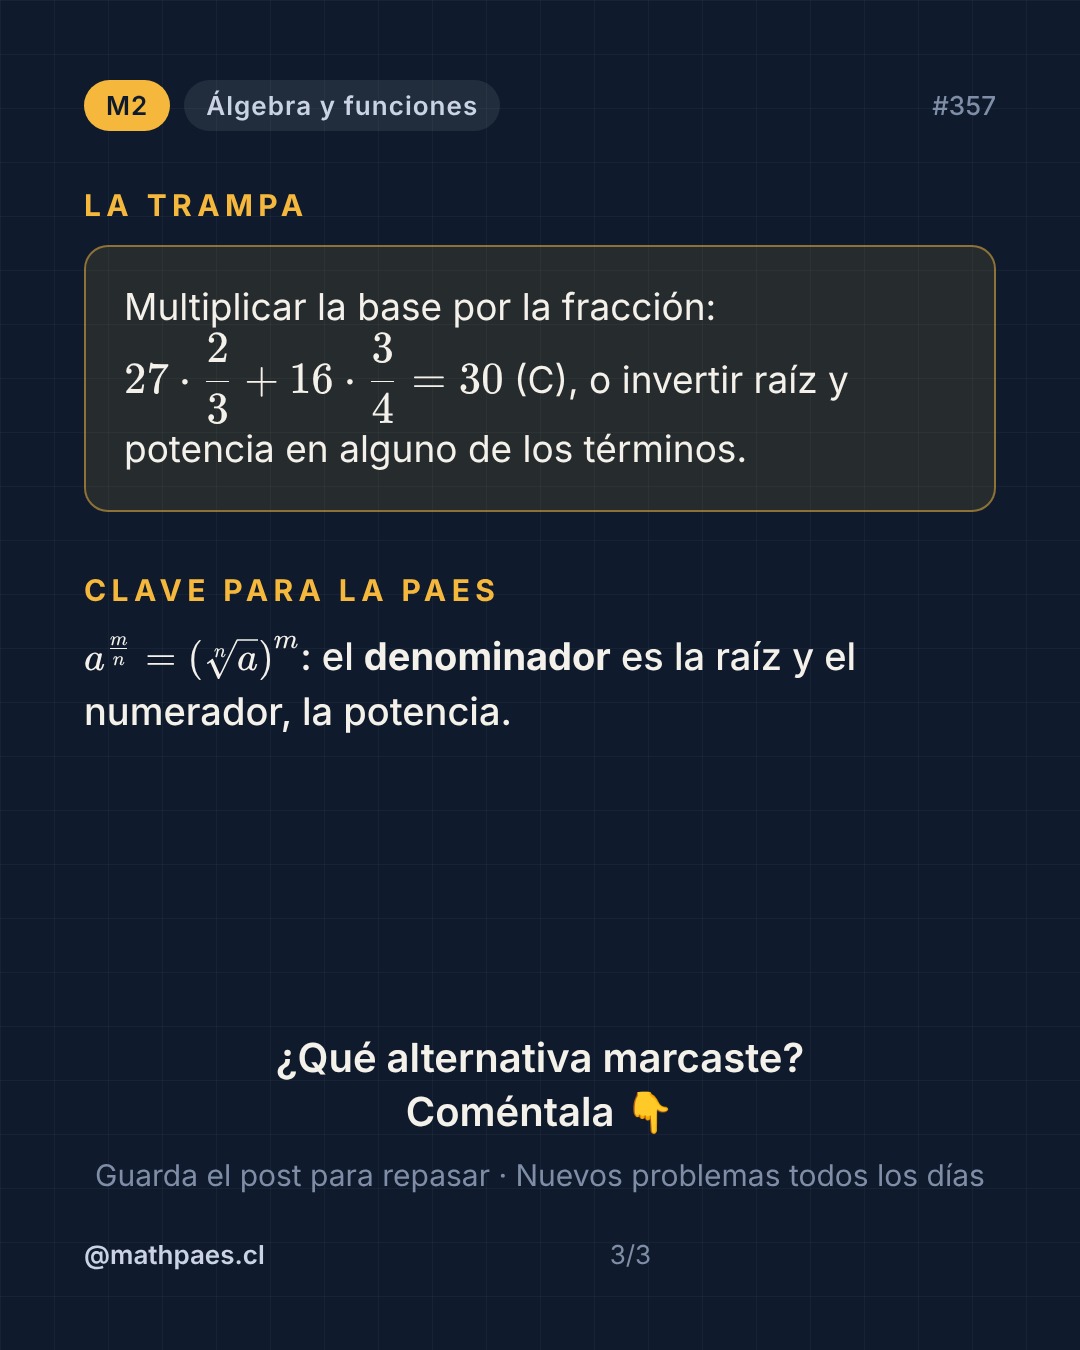 M2 Álgebra y funciones #357
LA TRAMPA
Multiplicar la base por la fracción:
27 · 2/3 + 16 · 3/4 = 30 (C), o invertir raíz y
potencia en alguno de los términos.
CLAVE PARA LA PAES
a^(m/n) = (ⁿ√a)^m: el denominador es la raíz y el
numerador, la potencia.
¿Qué alternativa marcaste?
Coméntala 👇
Guarda el post para repasar · Nuevos problemas todos los días
@mathpaes.cl 3/3